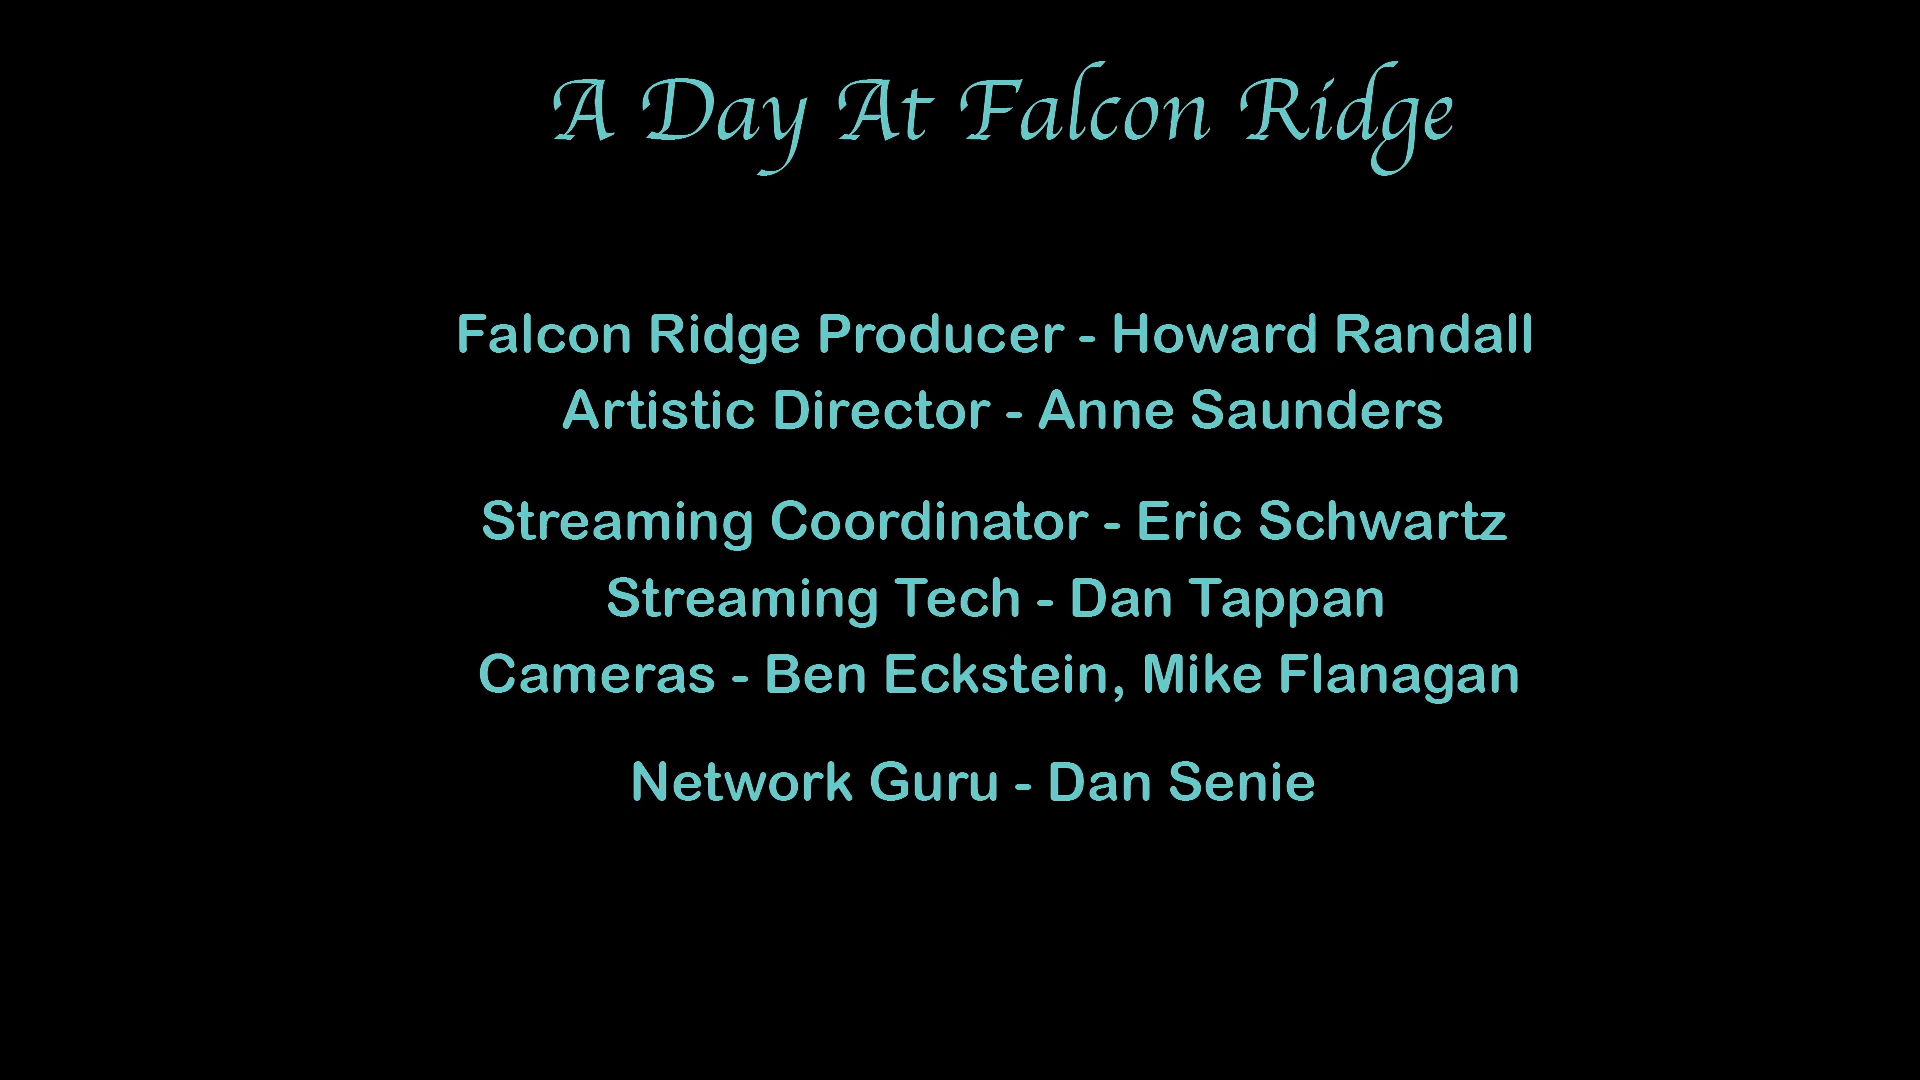 A Day At Falcon Ridge
Falcon Ridge Producer - Howard Randall
Artistic Director - Anne Saunders
Streaming Coordinator - Eric Schwartz
Streaming Tech - Dan Tappan
Cameras - Ben Eckstein, Mike Flanagan
Network Guru - Dan Senie